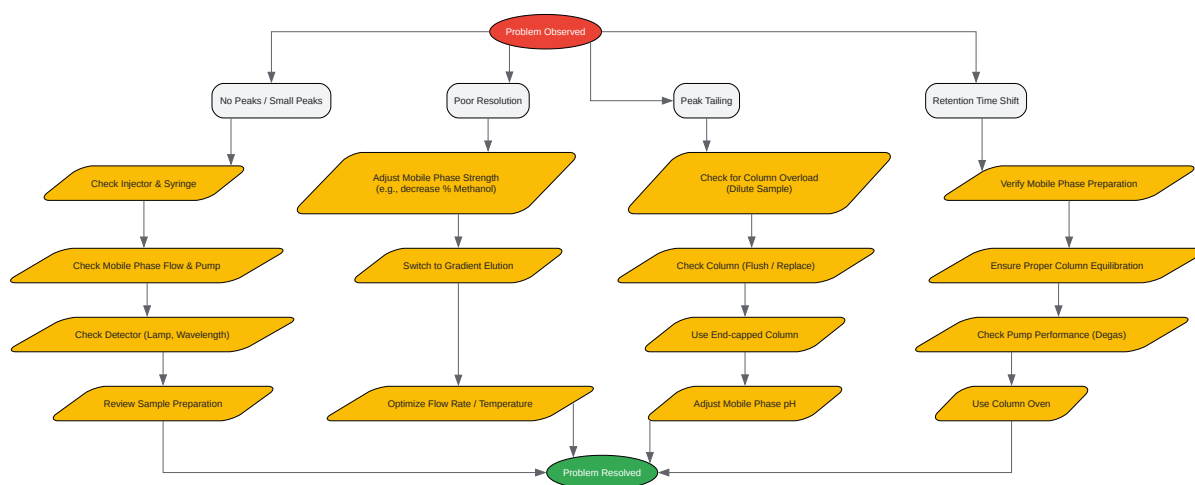 Problem Observed
No Peaks / Small Peaks
Poor Resolution
Peak Tailing
Retention Time Shift
Check Injector & Syringe
Adjust Mobile Phase Strength
(e.g., decrease % Methanol)
Check for Column Overload
(Dilute Sample)
Verify Mobile Phase Preparation
Check Mobile Phase Flow & Pump
Switch to Gradient Elution
Check Column (Flush / Replace)
Ensure Proper Column Equilibration
Check Detector (Lamp, Wavelength)
Use End-capped Column
Check Pump Performance (Degas)
Review Sample Preparation
Optimize Flow Rate / Temperature
Adjust Mobile Phase pH
Use Column Oven
Problem Resolved